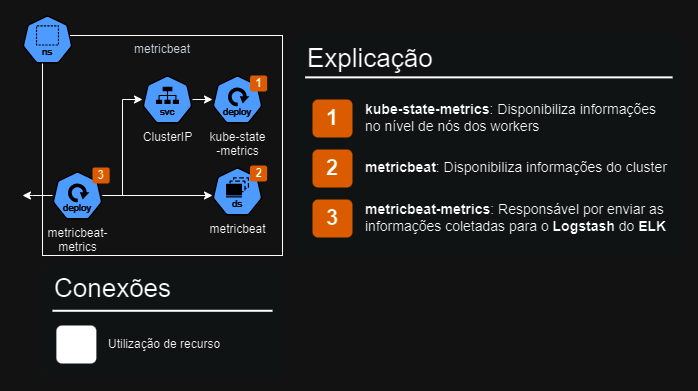 ns
metricbeat
svc
ClusterIP
1
deploy
kube-state
-metrics
3
deploy
metricbeat-
metrics
2
ds
metricbeat
Explicação
1
kube-state-metrics: Disponibiliza informações
no nível de nós dos workers
2
metricbeat: Disponibiliza informações do cluster
3
metricbeat-metrics: Responsável por enviar as
informações coletadas para o Logstash do ELK
Conexões
Utilização de recurso